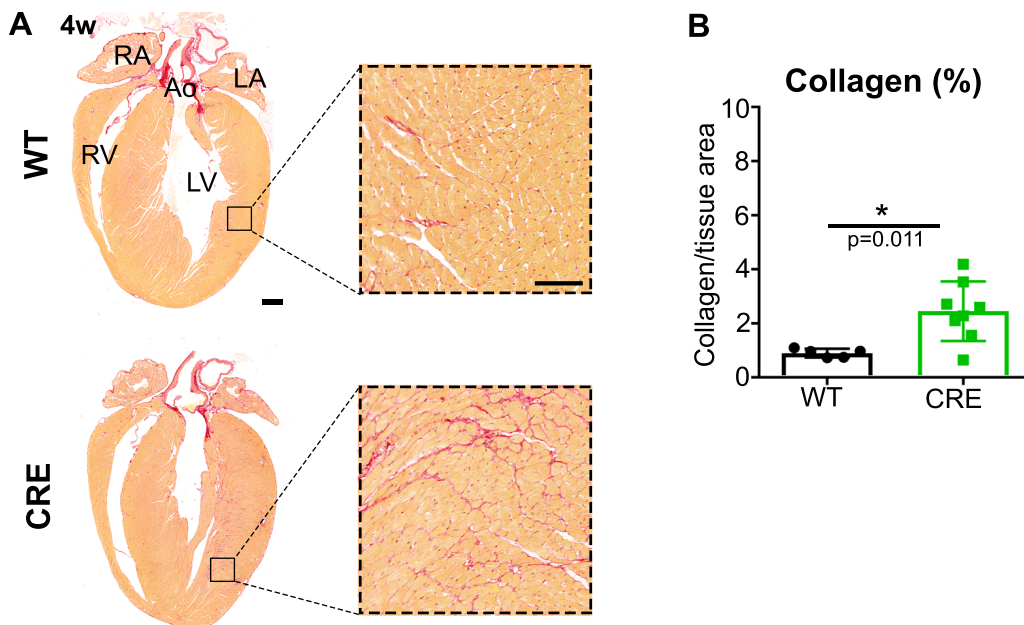 A
4w
RA
LA
Ao
RV
LV
WT
CRE
B
Collagen (%)
Collagen/tissue area
10
8
6
4
2
0
*
p=0.011
WT
CRE